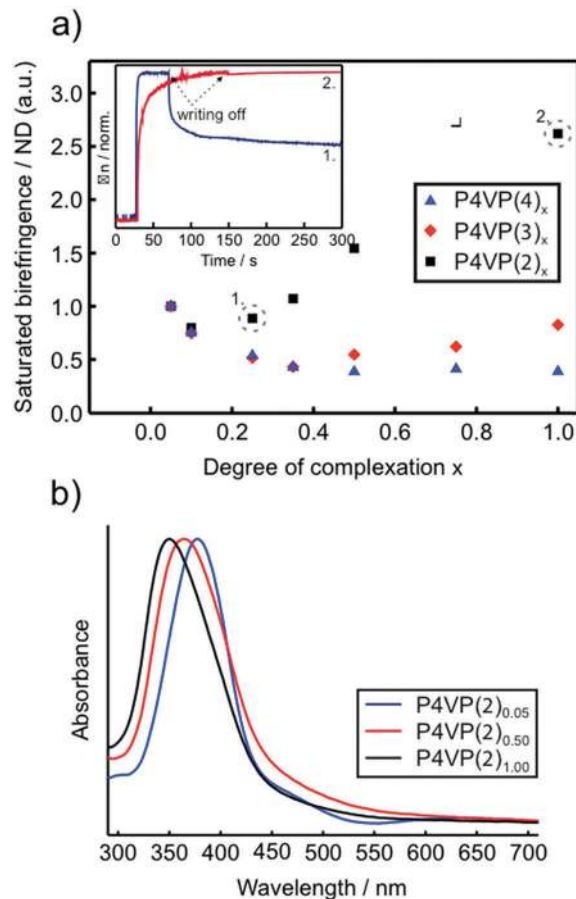 a)
Saturated birefringence / ND (a.u.)
3.0
2.5
2.0
1.5
1.0
0.5
0.0
n / norm.
writing off
2.
1.
0 50 100 150 200 250 300
Time / s
2.
1.
P4VP(4)x
P4VP(3)x
P4VP(2)x
0.0 0.2 0.4 0.6 0.8 1.0
Degree of complexation x
b)
Absorbance
P4VP(2)0.05
P4VP(2)0.50
P4VP(2)1.00
300 350 400 450 500 550 600 650 700
Wavelength / nm